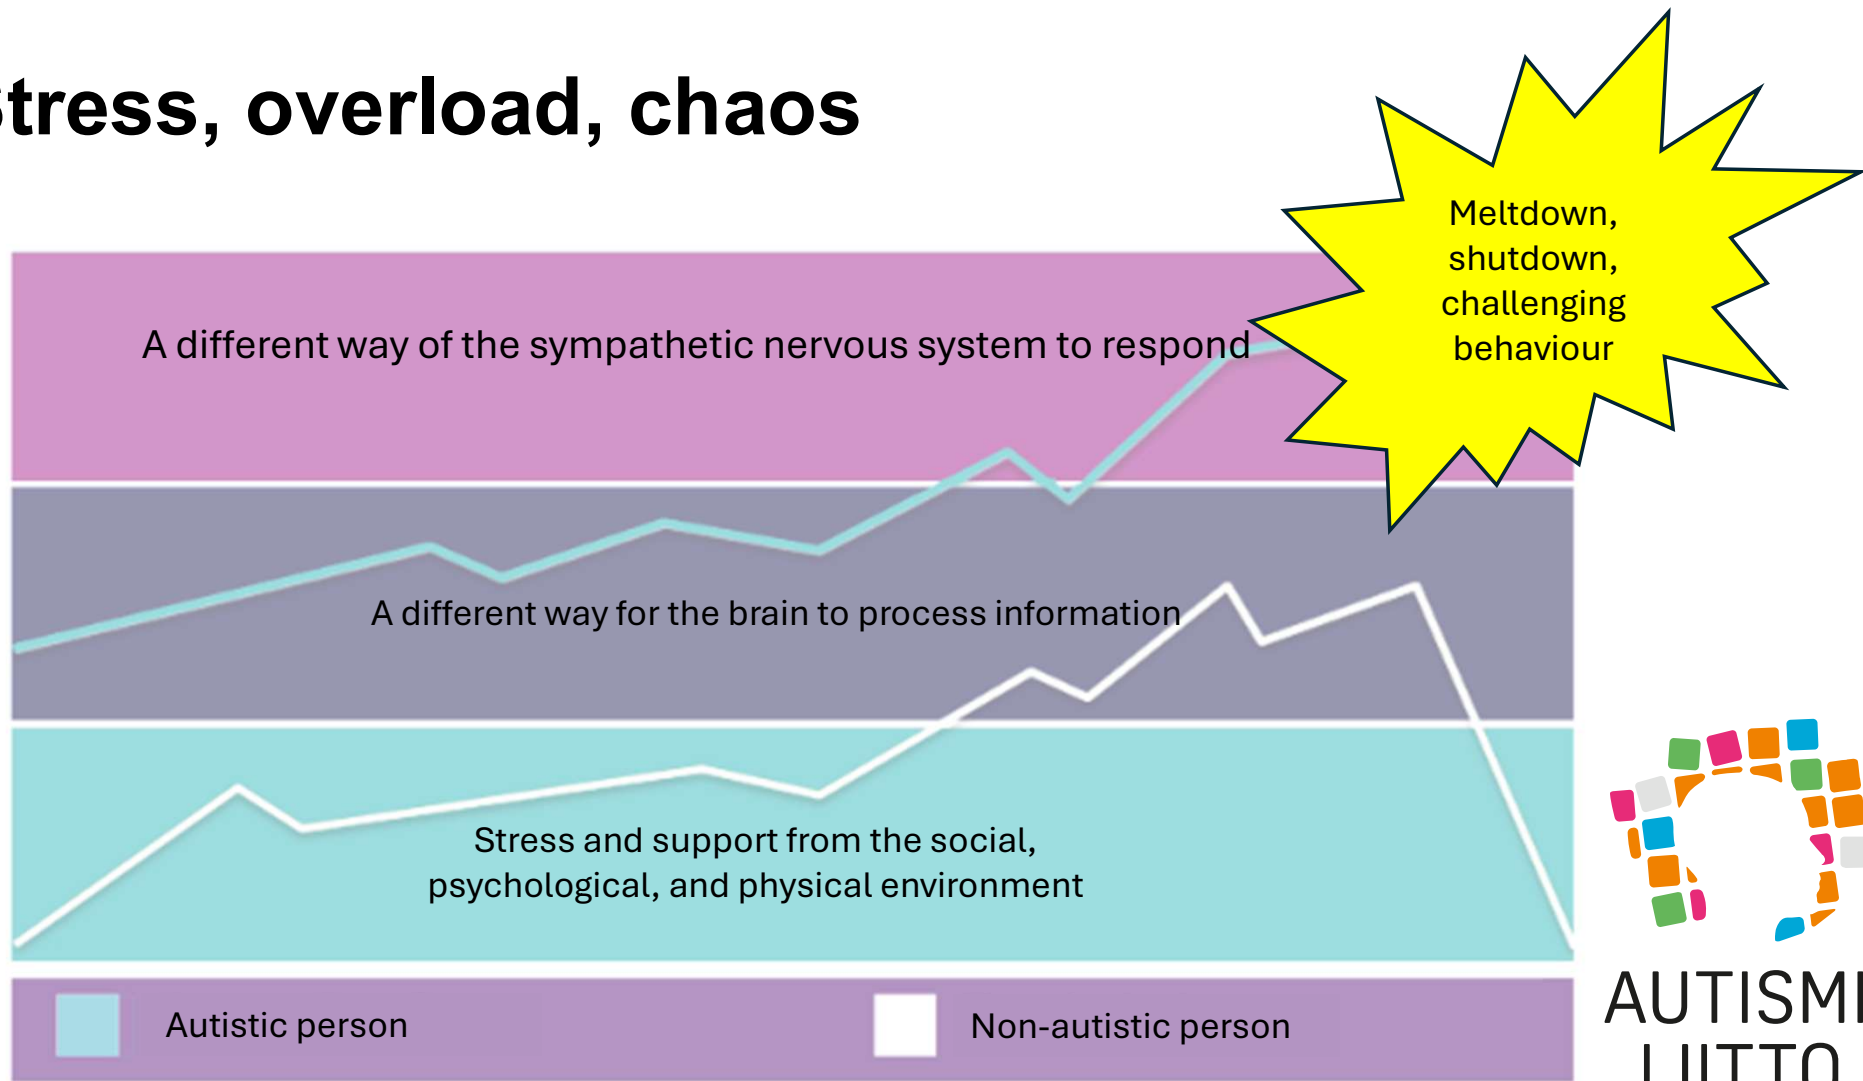 Stress, overload, chaos
Meltdown,
shutdown,
challenging
behaviour
A different way of the sympathetic nervous system to respond
A different way for the brain to process information
Stress and support from the social,
psychological, and physical environment
Autistic person
Non-autistic person
AUTISMI
LIITTO